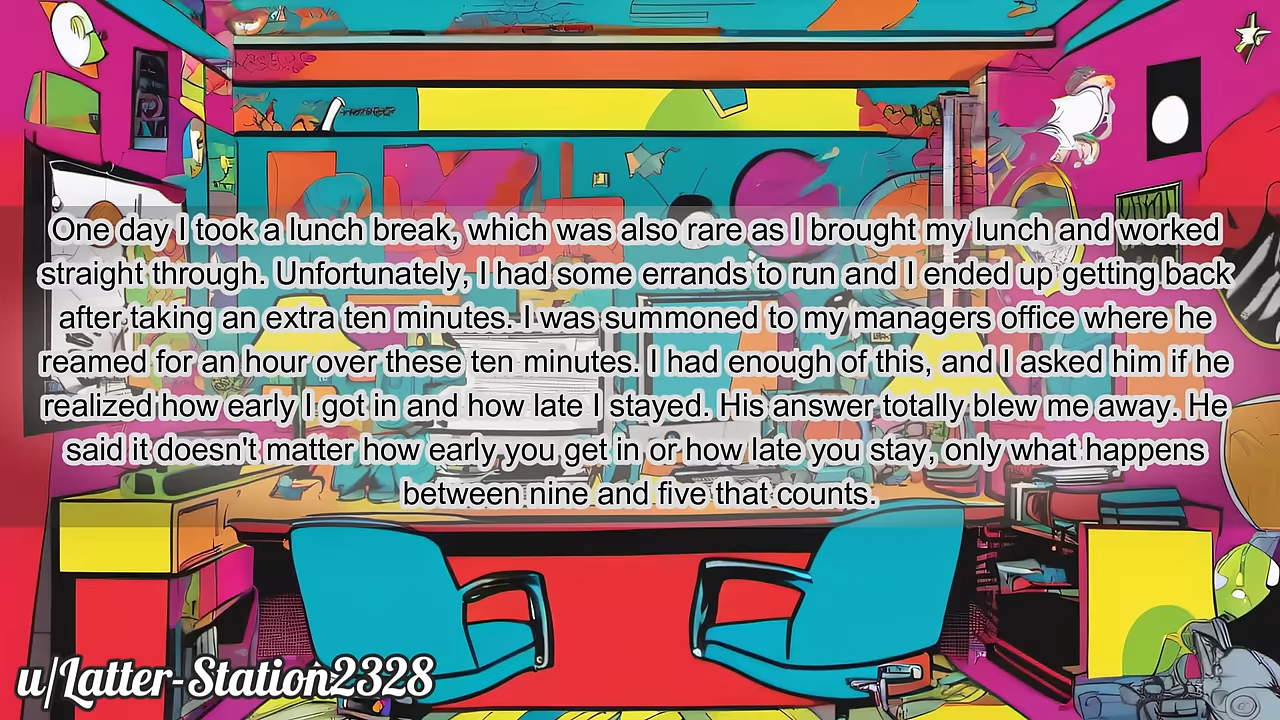 One day I took a lunch break, which was also rare as I brought my lunch and worked
straight through. Unfortunately, I had some errands to run and I ended up getting back
after taking an extra ten minutes. I was summoned to my managers office where he
reamed for an hour over these ten minutes. I had enough of this, and I asked him if he
realized how early I got in and how late I stayed. His answer totally blew me away. He
said it doesn't matter how early you get in or how late you stay, only what happens
between nine and five that counts.
u/Latter-Station2328